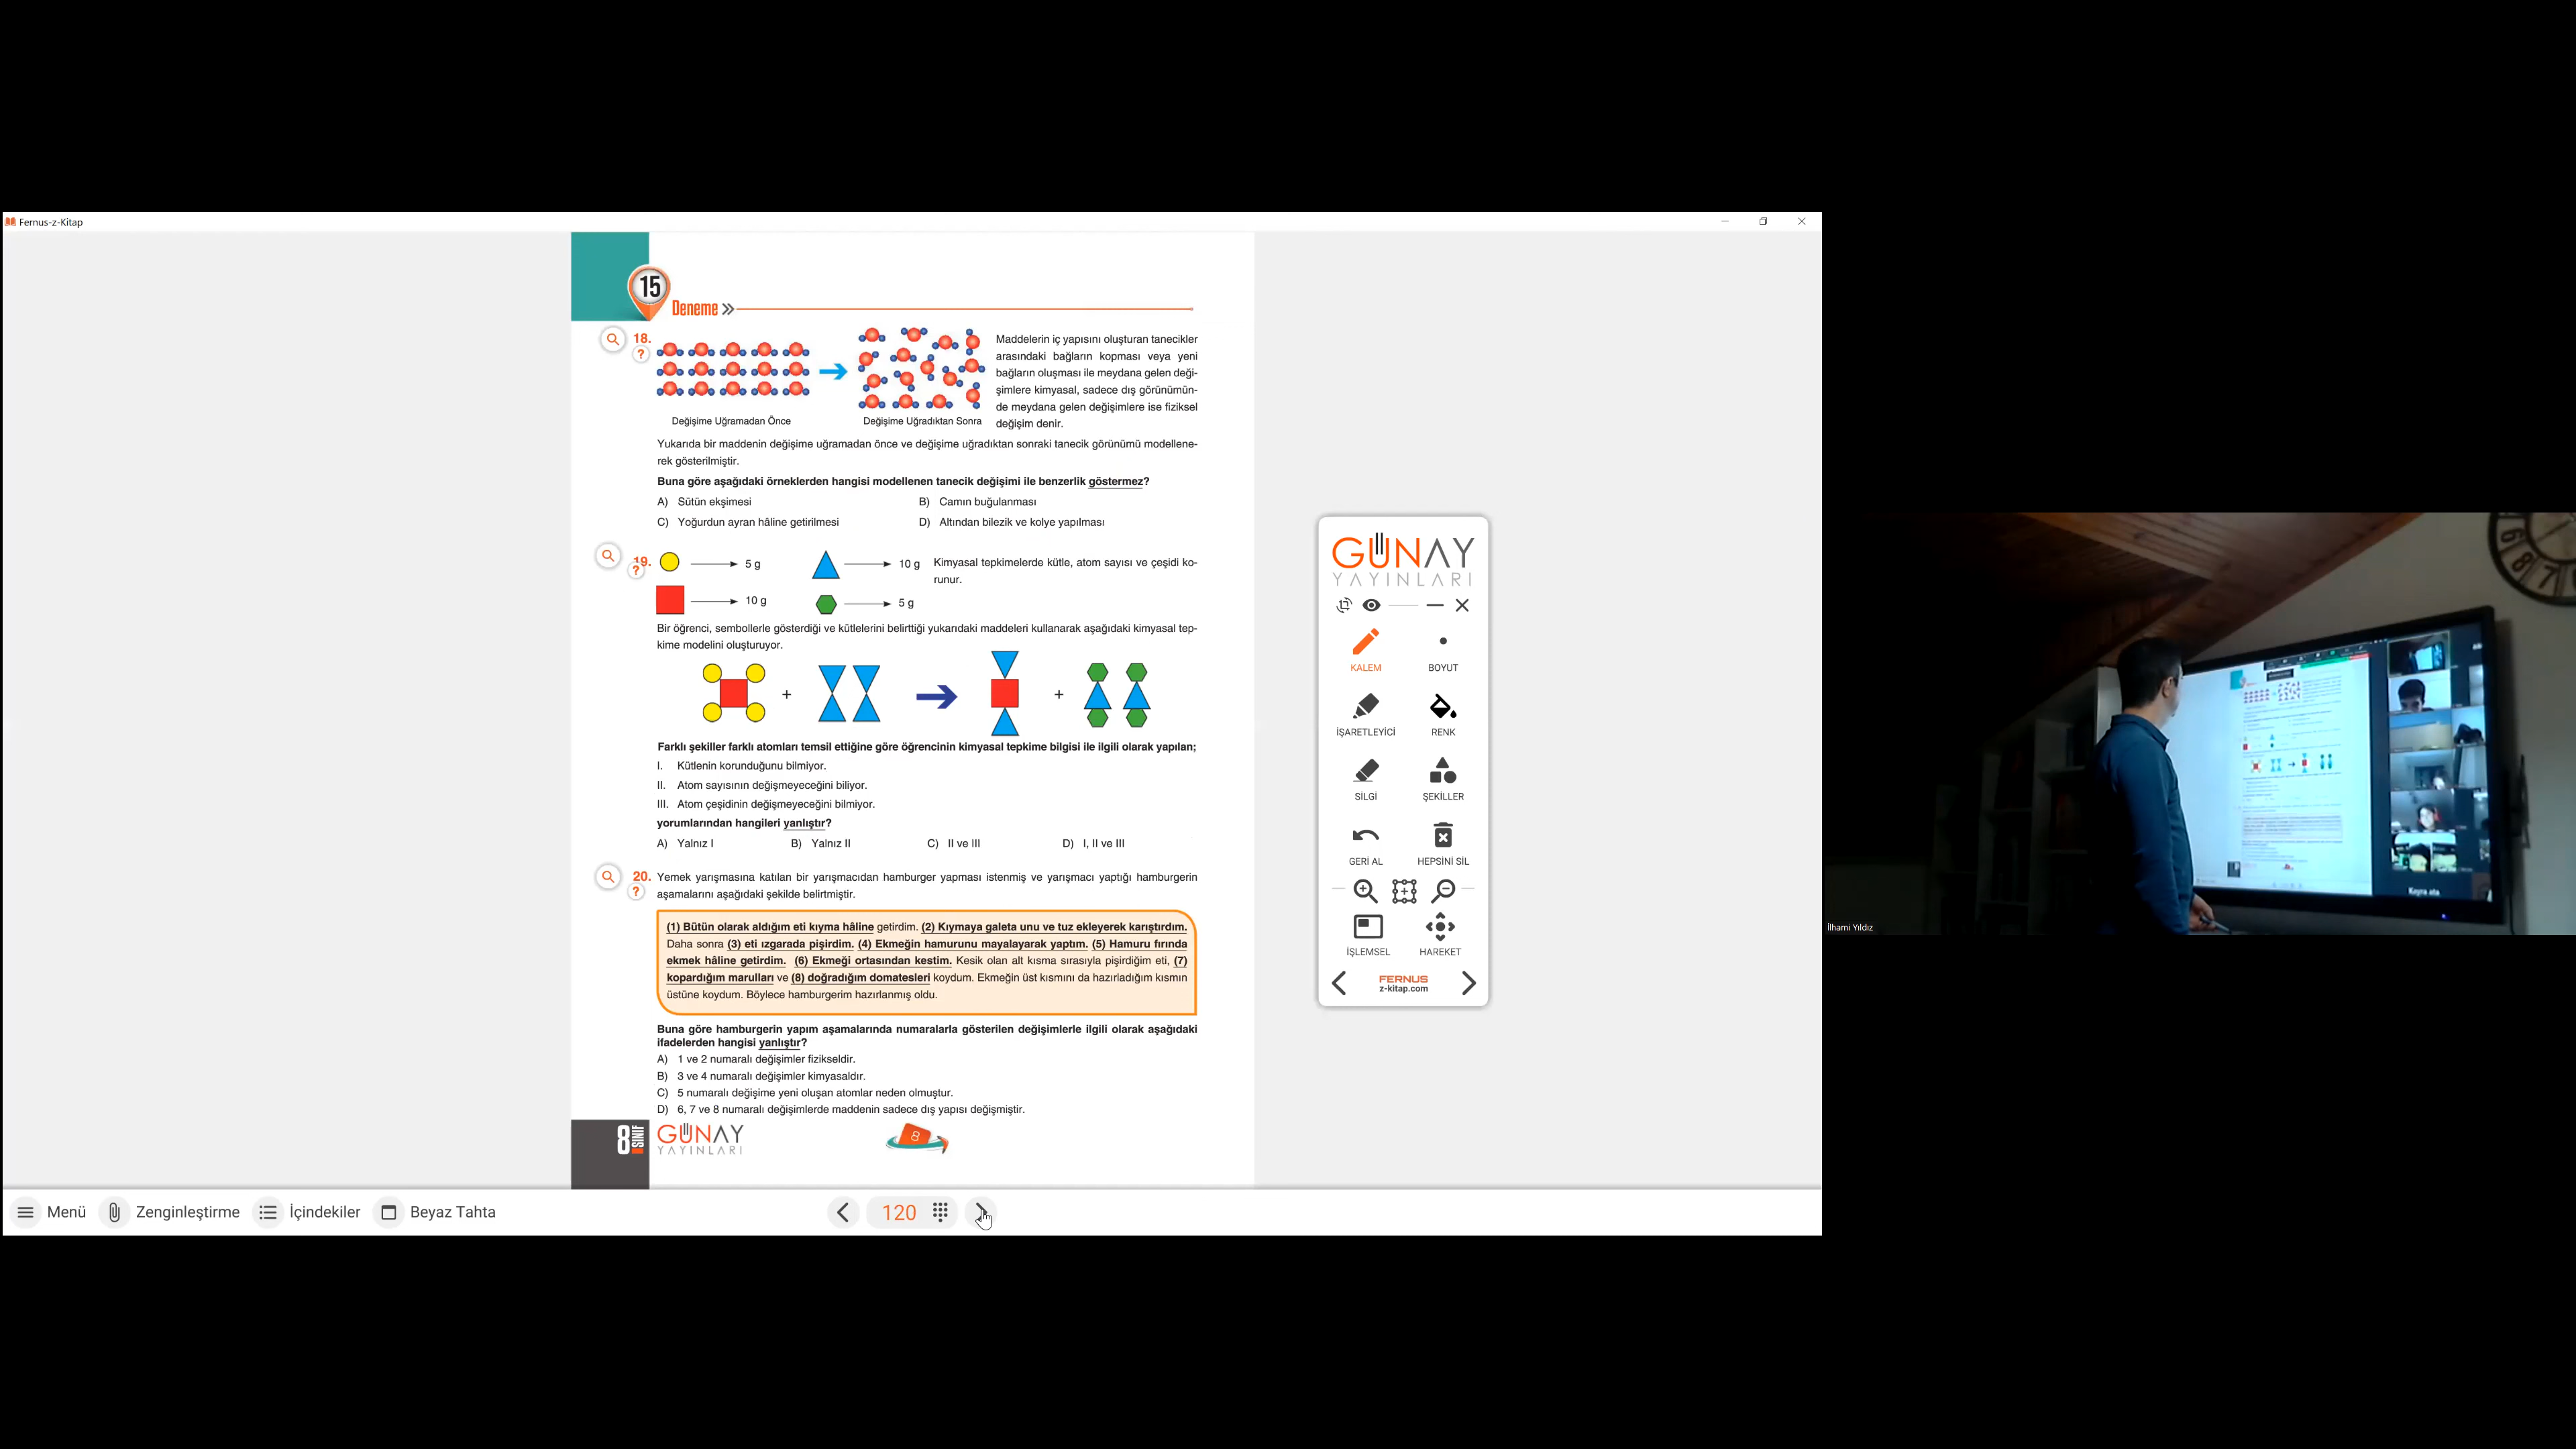 Fernus-z-Kitap
15
Deneme
18.
?
Maddelerin iç yapısını oluşturan tanecikler
arasındaki bağların kopması veya yeni
bağların oluşması ile meydana gelen deği-
şimlere kimyasal, sadece dış görünümün-
de meydana gelen değişimlere ise fiziksel
değişim denir.
Değişime Uğramadan Önce
Değişime Uğradıktan Sonra
Yukarıda bir maddenin değişime uğramadan önce ve değişime uğradıktan sonraki tanecik görünümü modellene-
rek gösterilmiştir.
Buna göre aşağıdaki örneklerden hangisi modellenen tanecik değişimi ile benzerlik göstermez?
A) Sütün ekşimesi
B) Camın buğulanması
C) Yoğurdun ayran hâline getirilmesi
D) Altından bilezik ve kolye yapılması
19.
?
5 g
10 g
Kimyasal tepkimelerde kütle, atom sayısı ve çeşidi ko-
runur.
10 g
5 g
Bir öğrenci, sembollerle gösterdiği ve kütlelerini belirttiği yukarıdaki maddeleri kullanarak aşağıdaki kimyasal tep-
kime modelini oluşturuyor.
+
+
Farklı şekiller farklı atomları temsil ettiğine göre öğrencinin kimyasal tepkime bilgisi ile ilgili olarak yapılan;
I. Kütlenin korunduğunu bilmiyor.
II. Atom sayısının değişmeyeceğini biliyor.
III. Atom çeşidinin değişmeyeceğini bilmiyor.
yorumlarından hangileri yanlıştır?
A) Yalnız I
B) Yalnız II
C) II ve III
D) I, II ve III
20.
?
Yemek yarışmasına katılan bir yarışmacıdan hamburger yapması istenmiş ve yarışmacı yaptığı hamburgerin
aşamalarını aşağıdaki şekilde belirtmiştir.
(1) Bütün olarak aldığım eti kıyma hâline getirdim. (2) Kıymaya galeta unu ve tuz ekleyerek karıştırdım.
Daha sonra (3) eti ızgarada pişirdim. (4) Ekmeğin hamurunu mayalayarak yaptım. (5) Hamuru fırında
ekmek hâline getirdim. (6) Ekmeği ortasından kestim. Kesik olan alt kısma sırasıyla pişirdiğim eti, (7)
kopardığım marulları ve (8) doğradığım domatesleri koydum. Ekmeğin üst kısmını da hazırladığım kısmın
üstüne koydum. Böylece hamburgerim hazırlanmış oldu.
Buna göre hamburgerin yapım aşamalarında numaralarla gösterilen değişimlerle ilgili olarak aşağıdaki
ifadelerden hangisi yanlıştır?
A) 1 ve 2 numaralı değişimler fizikseldir.
B) 3 ve 4 numaralı değişimler kimyasaldır.
C) 5 numaralı değişime yeni oluşan atomlar neden olmuştur.
D) 6, 7 ve 8 numaralı değişimlerde maddenin sadece dış yapısı değişmiştir.
8 SINIF
GÜNAY
YAYINLARI
8
Menü
Zenginleştirme
İçindekiler
Beyaz Tahta
120
GÜNAY
YAYINLARI
KALEM
BOYUT
İŞARETLEYİCİ
RENK
SİLGİ
ŞEKİLLER
GERİ AL
HEPSİNİ SİL
İŞLEMSEL
HAREKET
FERNUS
z-kitap.com
İlhami Yıldız